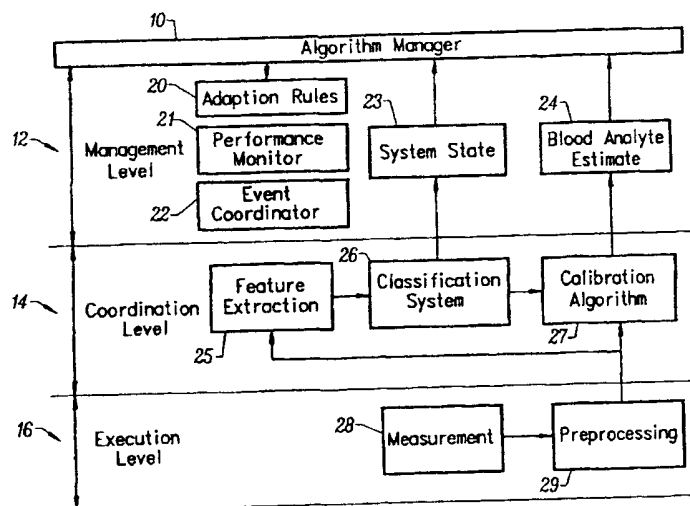 10
Algorithm Manager
20
Adaption Rules
21
Performance
Monitor
22
Event
Coordinator
23
System State
24
Blood Analyte
Estimate
12
Management
Level
14
Coordination
Level
Feature
Extraction
25
26
Classification
System
Calibration
Algorithm
27
16
Execution
Level
28
Measurement
Preprocessing
29